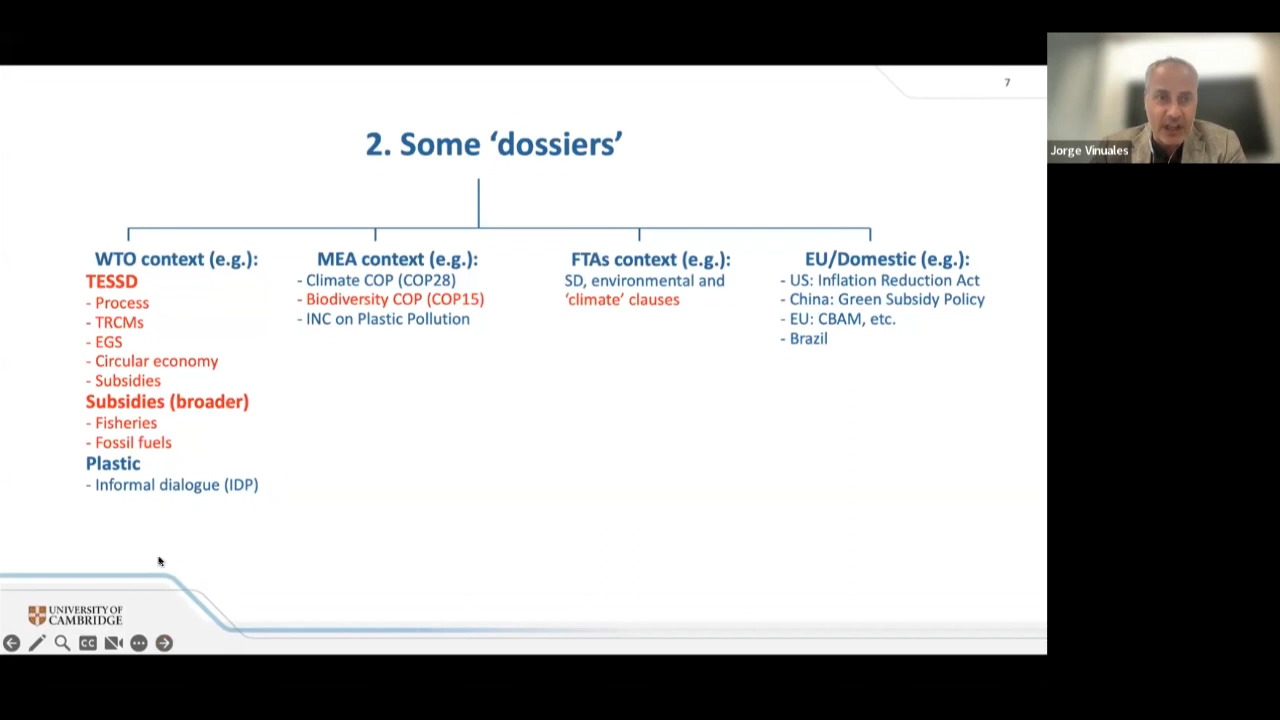 7
Jorge Vinuales
2. Some ‘dossiers’
WTO context (e.g.):
TESSD
- Process
- TRCMs
- EGS
- Circular economy
- Subsidies
Subsidies (broader)
- Fisheries
- Fossil fuels
Plastic
- Informal dialogue (IDP)
MEA context (e.g.):
- Climate COP (COP28)
- Biodiversity COP (COP15)
- INC on Plastic Pollution
FTAs context (e.g.):
SD, environmental and
‘climate’ clauses
EU/Domestic (e.g.):
- US: Inflation Reduction Act
- China: Green Subsidy Policy
- EU: CBAM, etc.
- Brazil
UNIVERSITY OF
CAMBRIDGE
CC